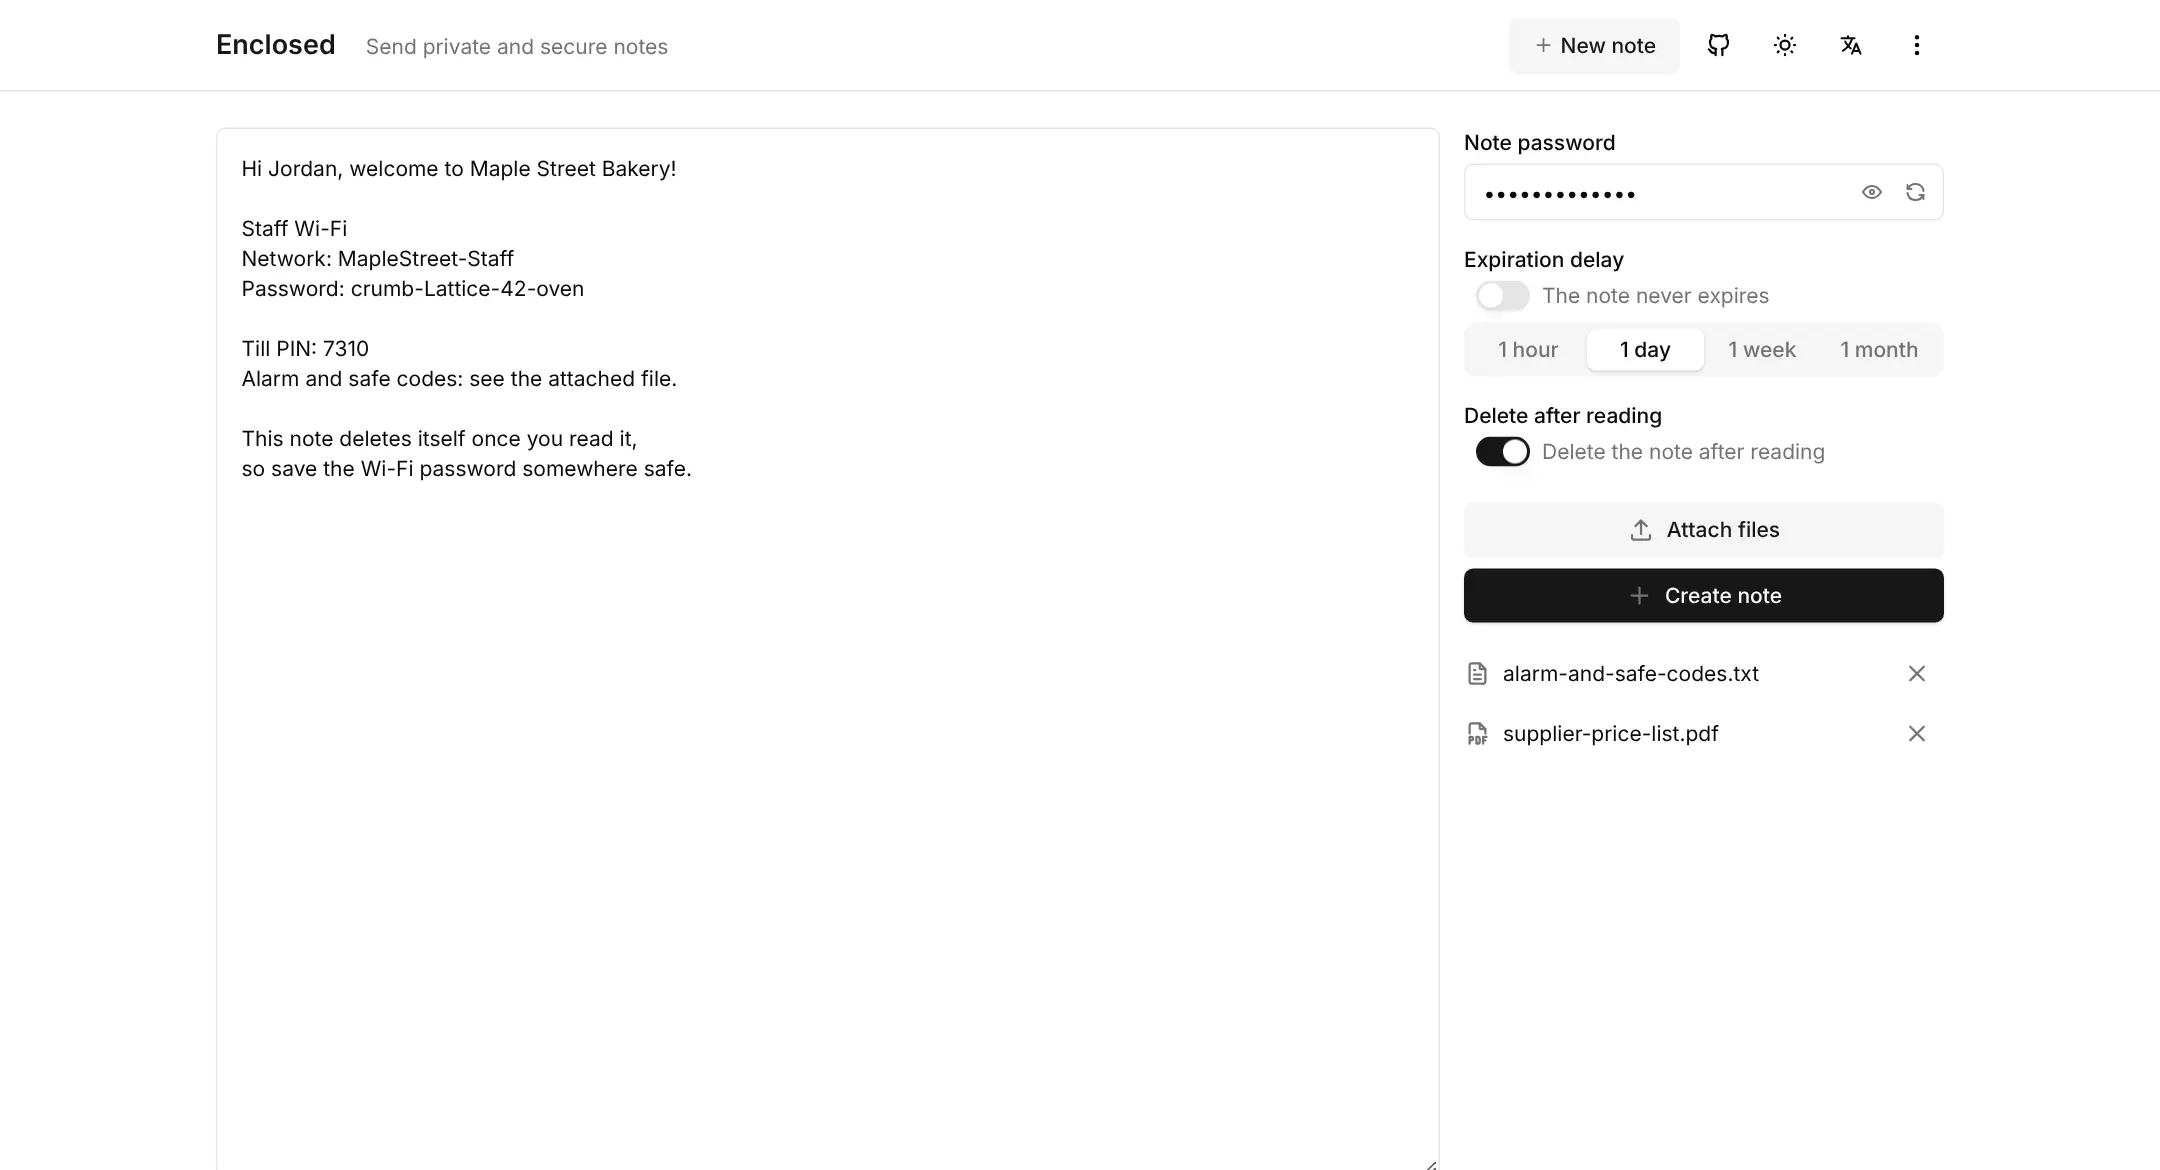 Enclosed
Send private and secure notes
New note
Hi Jordan, welcome to Maple Street Bakery!
Staff Wi-Fi
Network: MapleStreet-Staff
Password: crumb-Lattice-42-oven
Till PIN: 7310
Alarm and safe codes: see the attached file.
This note deletes itself once you read it,
so save the Wi-Fi password somewhere safe.
Note password
•••••••••••••
Expiration delay
The note never expires
1 hour 1 day 1 week 1 month
Delete after reading
Delete the note after reading
Attach files
Create note
alarm-and-safe-codes.txt
PDF supplier-price-list.pdf